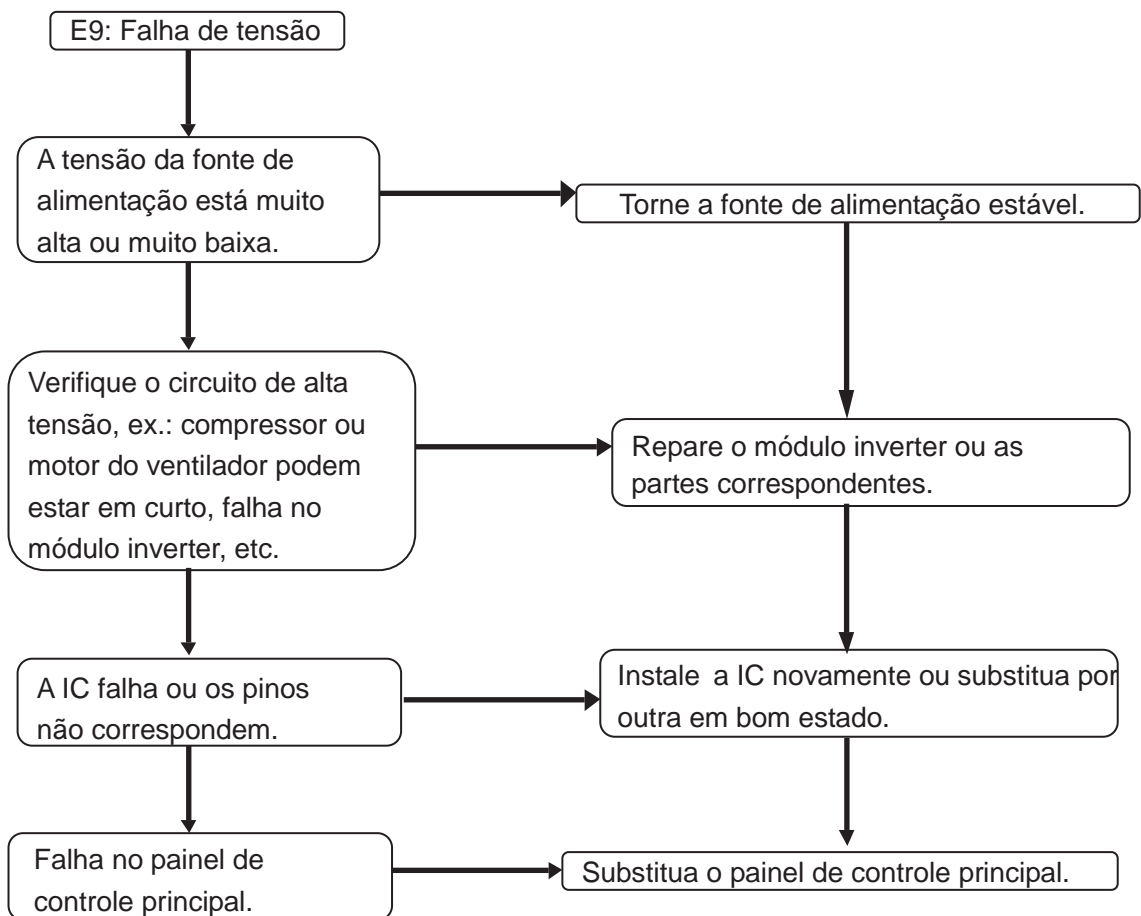 E9: Falha de tensão
A tensão da fonte de
alimentação está muito
alta ou muito baixa.
Torne a fonte de alimentação estável.
Verifique o circuito de alta
tensão, ex.: compressor ou
motor do ventilador podem
estar em curto, falha no
módulo inverter, etc.
Repare o módulo inverter ou as
partes correspondentes.
A IC falha ou os pinos
não correspondem.
Instale a IC novamente ou substitua por
outra em bom estado.
Falha no painel de
controle principal.
Substitua o painel de controle principal.